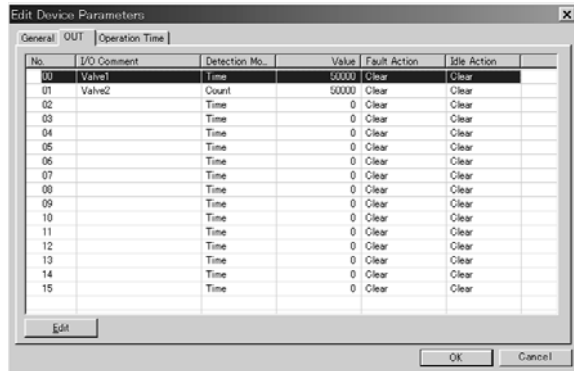 Edit Device Parameters
General OUT Operation Time
No. I/O Comment Detection Mo... Value Fault Action Idle Action
00 Valve1 Time 50000 Clear Clear
01 Valve2 Count 50000 Clear Clear
02 Time 0 Clear Clear
03 Time 0 Clear Clear
04 Time 0 Clear Clear
05 Time 0 Clear Clear
06 Time 0 Clear Clear
07 Time 0 Clear Clear
08 Time 0 Clear Clear
09 Time 0 Clear Clear
10 Time 0 Clear Clear
11 Time 0 Clear Clear
12 Time 0 Clear Clear
13 Time 0 Clear Clear
14 Time 0 Clear Clear
15 Time 0 Clear Clear
Edit
OK Cancel